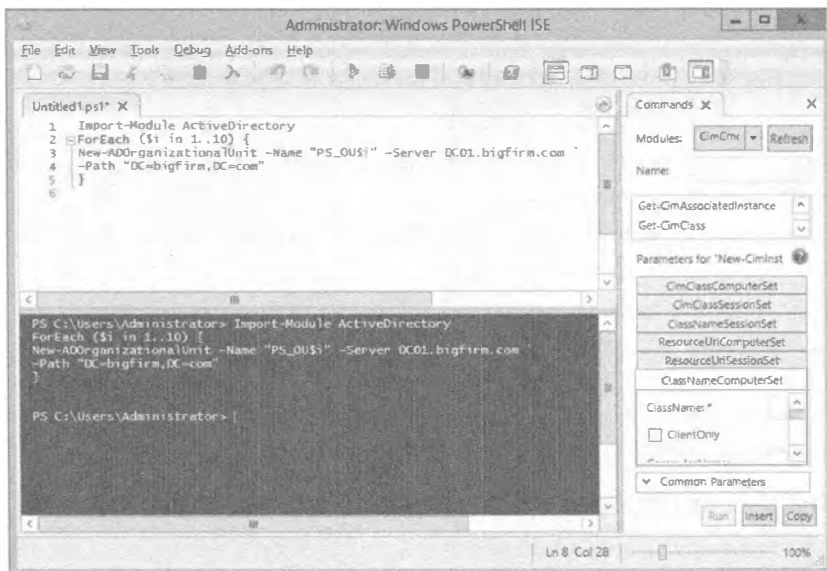 Administrator: Windows PowerShell ISE
File Edit View Tools Debug Add-ons Help
Untitled1.ps1* X
1 Import-Module ActiveDirectory
2 ForEach ($i in 1..10) {
3 New-ADOrganizationalUnit -Name "PS_OU$i" -Server DC01.bigfirm.com `
4 -Path "DC=bigfirm,DC=com"
5 }
6
PS C:\Users\Administrator> Import-Module ActiveDirectory
ForEach ($i in 1..10) {
New-ADOrganizationalUnit -Name "PS_OU$i" -Server DC01.bigfirm.com `
-Path "DC=bigfirm,DC=com"
}
PS C:\Users\Administrator>
Commands X
Modules: CimCmd Refresh
Name:
Get-CimAssociatedInstance
Get-CimClass
Parameters for "New-CimInst
CimClassComputerSet
CimClassSessionSet
ClassNameSessionSet
ResourceUriComputerSet
ResourceUriSessionSet
ClassNameComputerSet
ClassName: *
ClientOnly
Common Parameters
Run Insert Copy
Ln 8 Col 28 100%